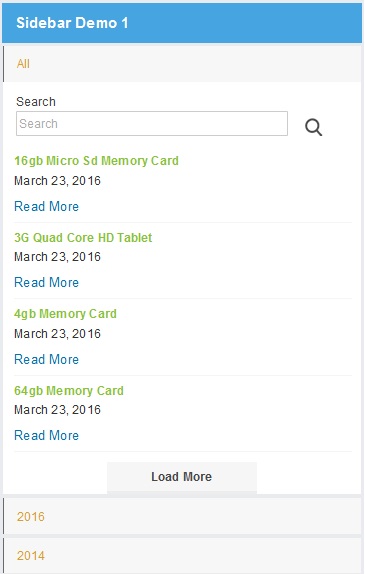 Sidebar Demo 1
All
Search
Search
16gb Micro Sd Memory Card
March 23, 2016
Read More
3G Quad Core HD Tablet
March 23, 2016
Read More
4gb Memory Card
March 23, 2016
Read More
64gb Memory Card
March 23, 2016
Read More
Load More
2016
2014